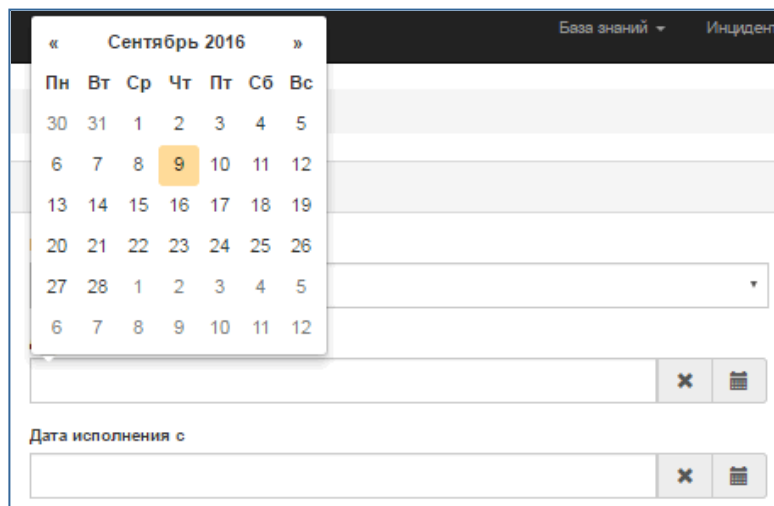 База знаний
Инцидент
« Сентябрь 2016 »
Пн Вт Ср Чт Пт Сб Вс
30 31 1 2 3 4 5
6 7 8 9 10 11 12
13 14 15 16 17 18 19
20 21 22 23 24 25 26
27 28 1 2 3 4 5
6 7 8 9 10 11 12
Дата исполнения с